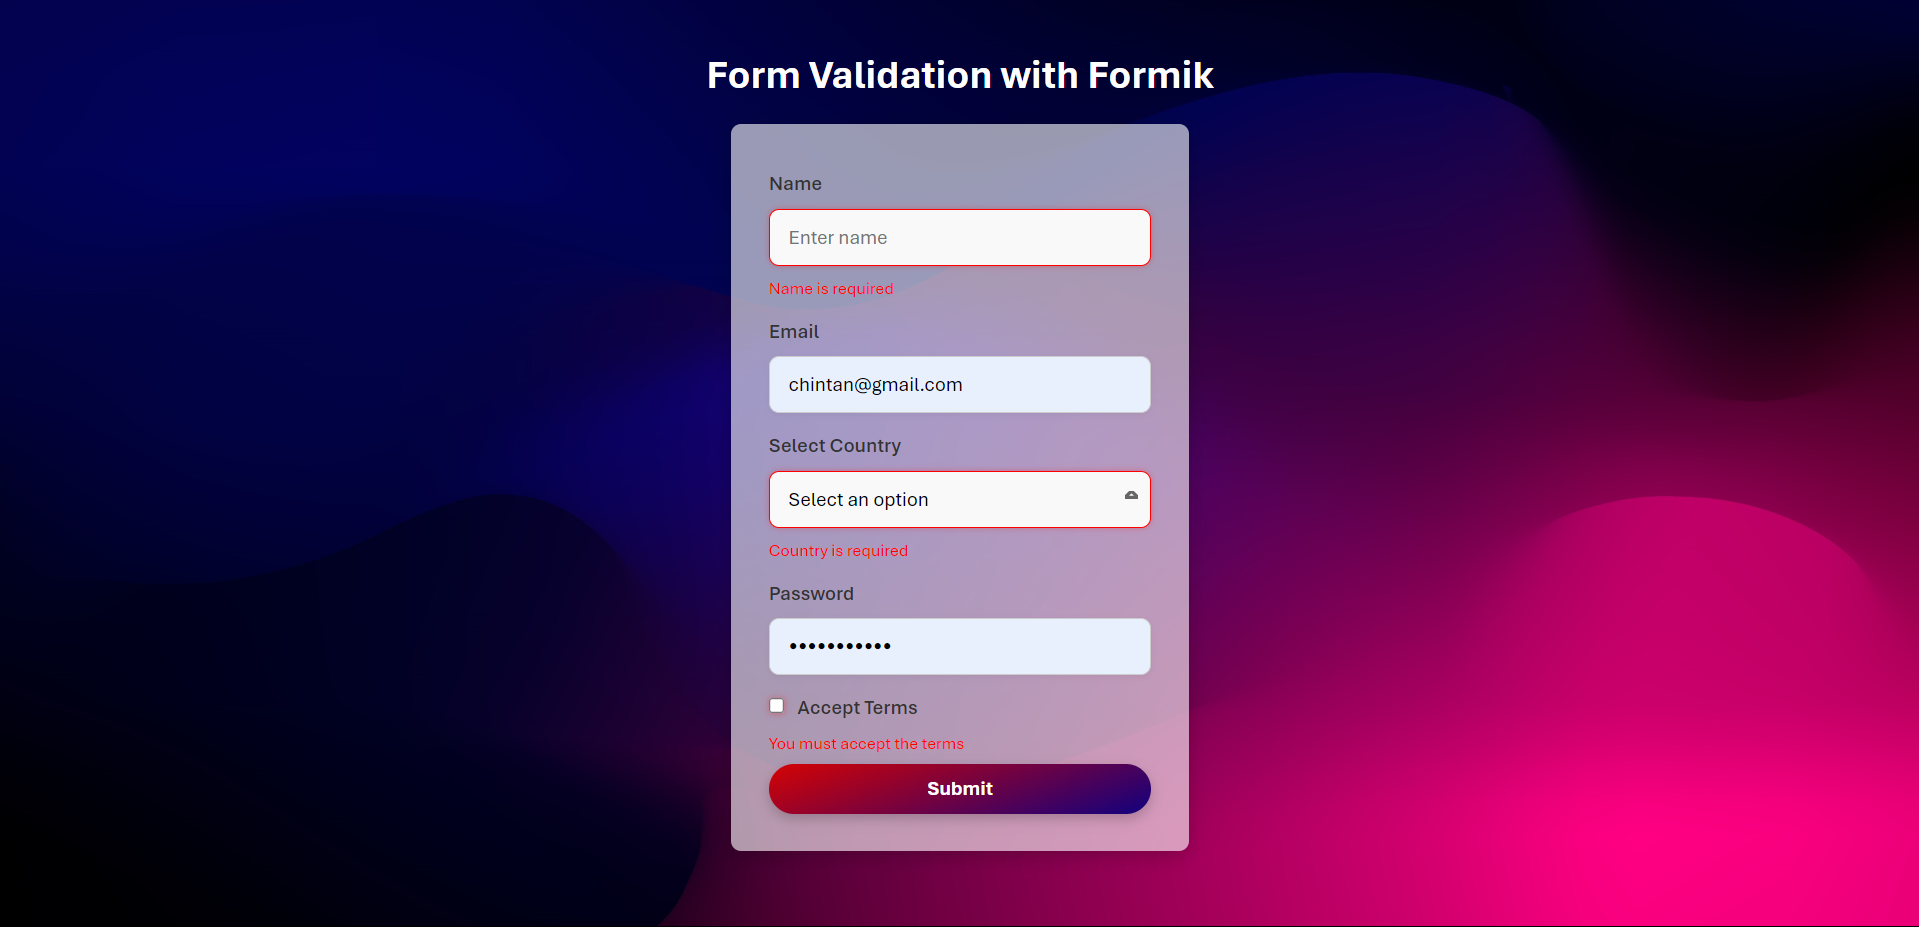 Form Validation with Formik
Name
Enter name
Name is required
Email
chintan@gmail.com
Select Country
Select an option
Country is required
Password
•••••••••••
Accept Terms
You must accept the terms
Submit